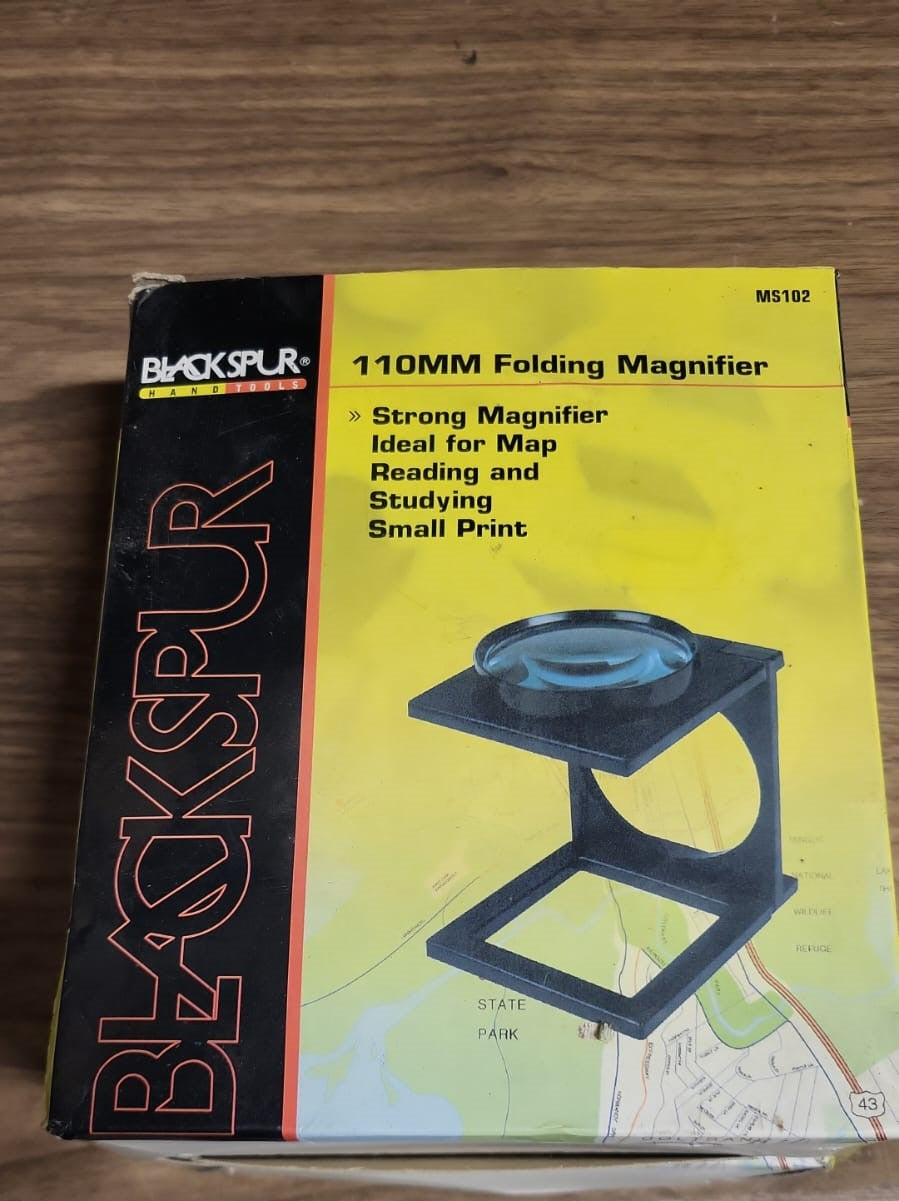 MS102
BLACKSPUR®
HAND TOOLS
110MM Folding Magnifier
» Strong Magnifier
Ideal for Map
Reading and
Studying
Small Print
BLACKSPUR
NATIONAL
WILDLIFE
REFUGE
STATE
PARK
43